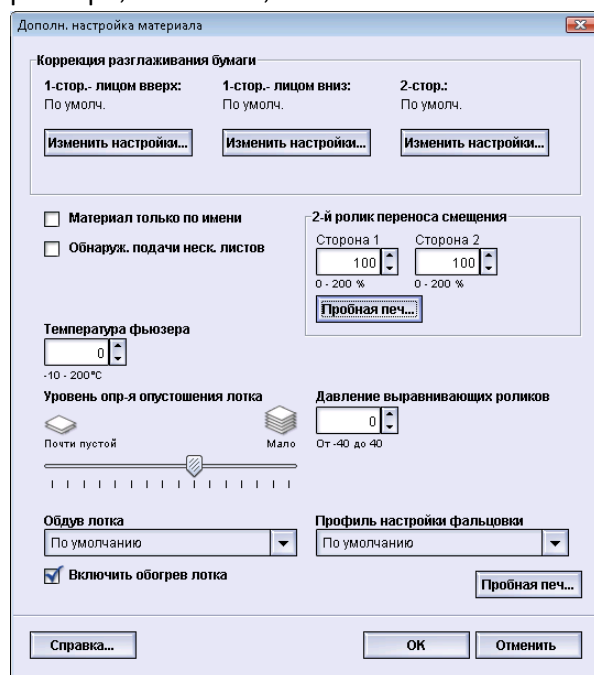 Дополн. настройка материала
Коррекция разглаживания бумаги
1-стор.- лицом вверх: 1-стор.- лицом вниз: 2-стор.:
По умолч. По умолч. По умолч.
Изменить настройки... Изменить настройки... Изменить настройки...
Материал только по имени
Обнаруж. подачи неск. листов
2-й ролик переноса смещения
Сторона 1 Сторона 2
100 100
0 - 200 % 0 - 200 %
Пробная печ...
Температура фьюзера
0
-10 - 200°C
Уровень опр-я опустошения лотка
Почти пустой Мало
Давление выравнивающих роликов
0
От -40 до 40
Обдув лотка
По умолчанию
Профиль настройки фальцовки
По умолчанию
Включить обогрев лотка
Пробная печ...
Справка... ОК Отменить